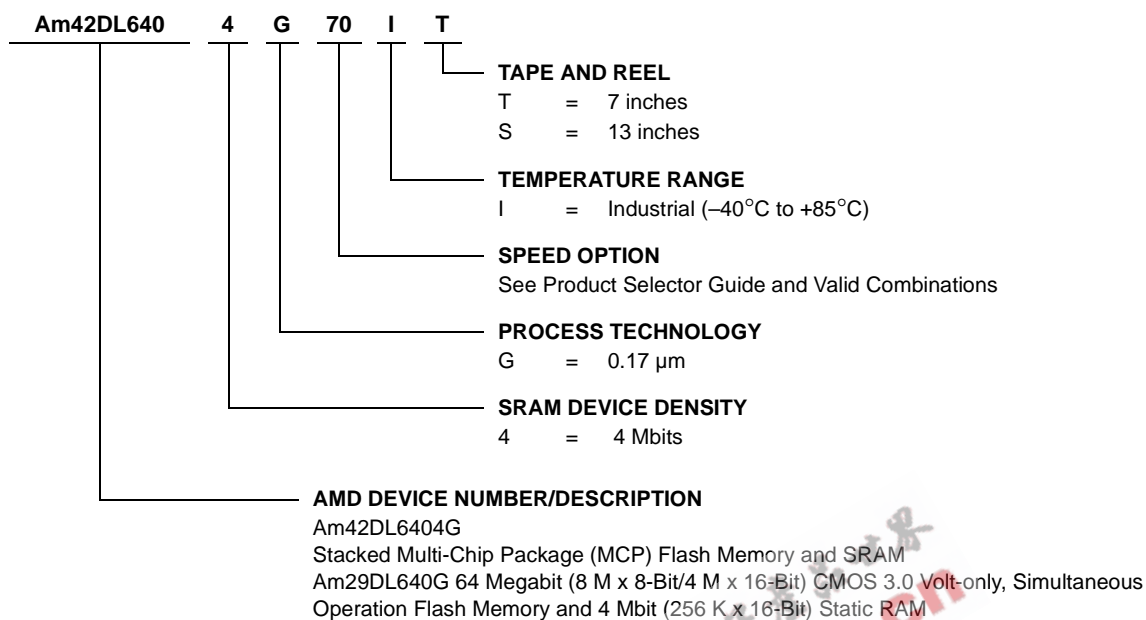 Am42DL640 4 G 70 I T
TAPE AND REEL
T = 7 inches
S = 13 inches
TEMPERATURE RANGE
I = Industrial (–40°C to +85°C)
SPEED OPTION
See Product Selector Guide and Valid Combinations
PROCESS TECHNOLOGY
G = 0.17 µm
SRAM DEVICE DENSITY
4 = 4 Mbits
AMD DEVICE NUMBER/DESCRIPTION
Am42DL6404G
Stacked Multi-Chip Package (MCP) Flash Memory and SRAM
Am29DL640G 64 Megabit (8 M x 8-Bit/4 M x 16-Bit) CMOS 3.0 Volt-only, Simultaneous
Operation Flash Memory and 4 Mbit (256 K x 16-Bit) Static RAM